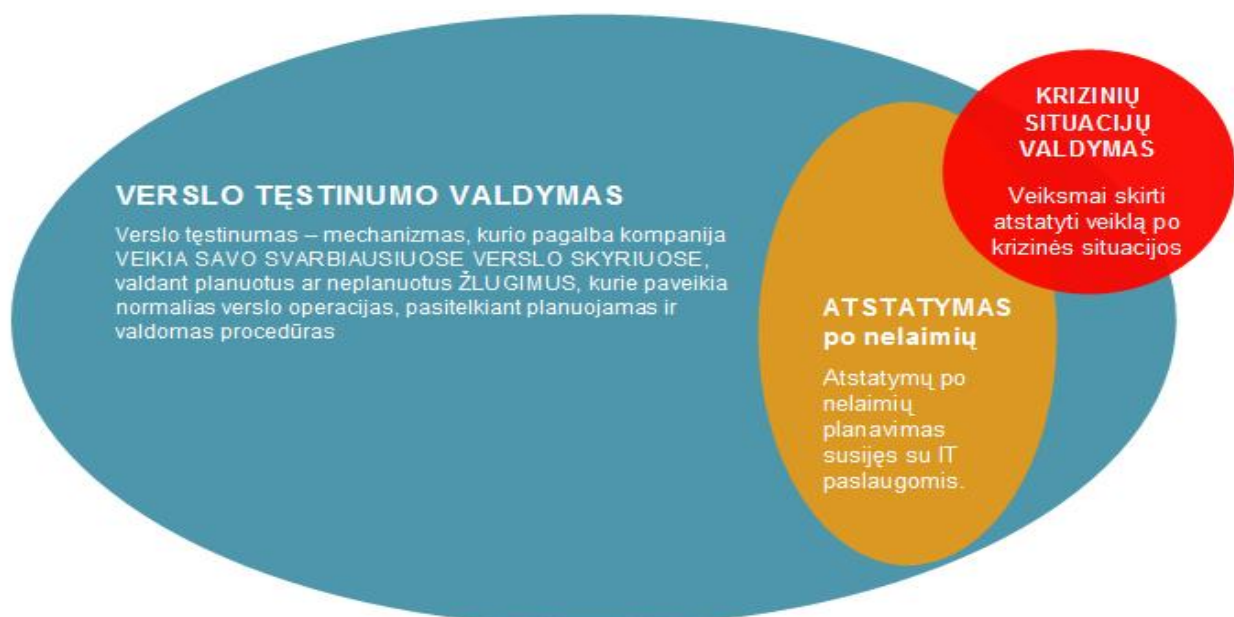 VERSLO TĘSTINUMO VALDYMAS
Verslo tęstinumas – mechanizmas, kurio pagalba kompanija
VEIKIA SAVO SVARBIAUSIUOSE VERSLO SKYRIUOSE,
valdant planuotus ar neplanuotus ŽLUGIMUS, kurie paveikia
normalias verslo operacijas, pasitelkiant planuojamas ir
valdomas procedūras
ATSTATYMAS
po nelaimių
Atstatymų po
nelaimių
planavimas
susijęs su IT
paslaugomis.
KRIZINIŲ
SITUACIJŲ
VALDYMAS
Veiksmai skirti
atstatyti veiklą po
krizinės situacijos